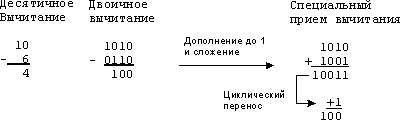 Десятичное
Вычитание
10
- 6
4
Двоичное
вычитание
1010
- 0110
100
Дополнение до 1
и сложение
Циклический
перенос
Специальный
прием вычитания
1010
+ 1001
10011
+1
100